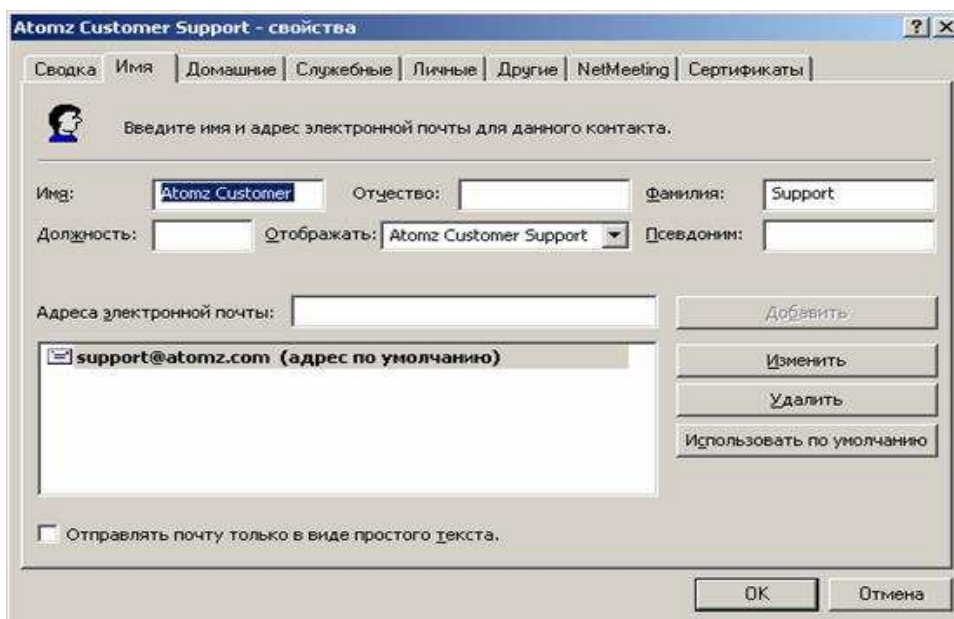 Atomz Customer Support - свойства
Сводка Имя Домашние Служебные Личные Другие NetMeeting Сертификаты
Введите имя и адрес электронной почты для данного контакта.
Имя: Atomz Customer Отчество: Фамилия: Support
Должность: Отображать: Atomz Customer Support Псевдоним:
Адреса электронной почты: Добавить
support@atomz.com (адрес по умолчанию) Изменить
Удалить
Использовать по умолчанию
Отправлять почту только в виде простого текста.
OK Отмена